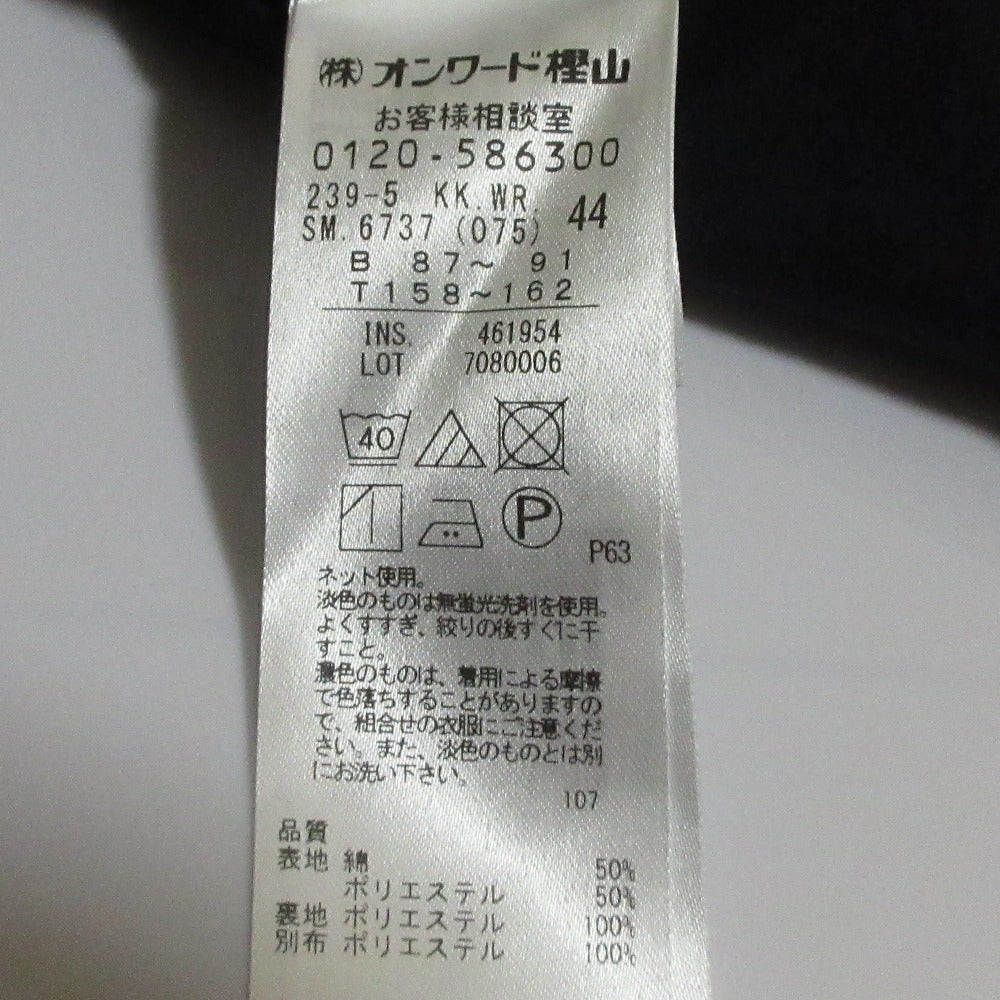 (株)オンワード樫山
お客様相談室
0120-586300
239-5 KK.WR. 44
SM.6737 (075)
B 87~ 91
T158~162
INS. 461954
LOT 7080006
40
P
P63
ネット使用。
淡色のものは無蛍光洗剤を使用。
よくすすぎ、絞りの後すぐに干
すこと。
濃色のものは、着用による摩擦
で色落ちすることがありますの
で、組合せの衣服にご注意くだ
さい。また、淡色のものとは別
にお洗い下さい。
107
品質
表地 綿 50%
ポリエステル 50%
裏地 ポリエステル 100%
別布 ポリエステル 100%